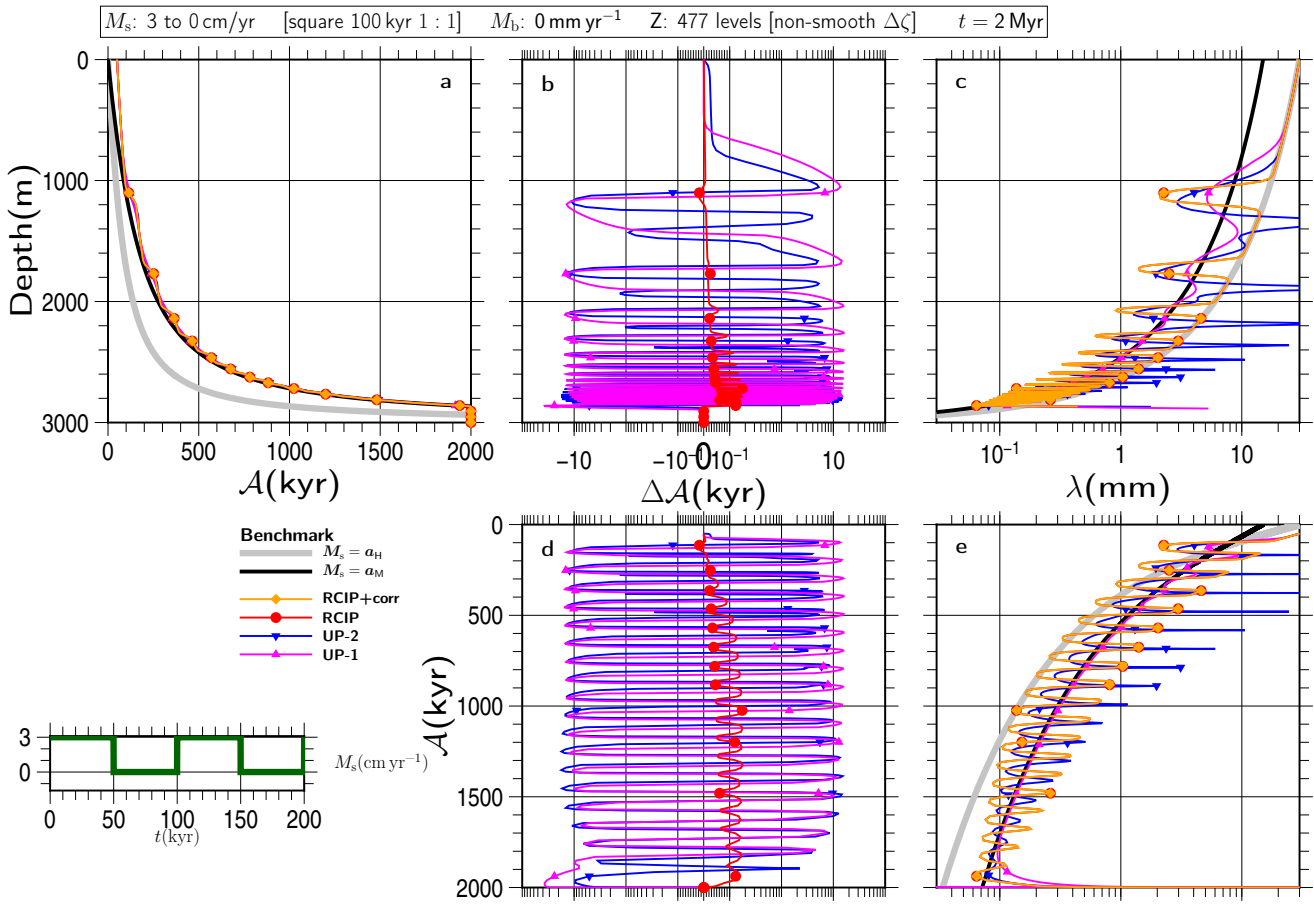 Mₛ: 3 to 0 cm/yr [square 100 kyr 1 : 1] M_b: 0 mm yr⁻¹ Z: 477 levels [non-smooth Δζ] t = 2 Myr
a b c
0
1000
2000
3000
Depth(m)
0 500 1000 1500 2000
𝒜(kyr)
−10 −10⁻¹ 0 10⁻¹ 10
Δ𝒜(kyr)
10⁻¹ 1 10
λ(mm)
Benchmark
Mₛ = a_H
Mₛ = a_M
RCIP+corr
RCIP
UP-2
UP-1
3
0
Mₛ(cm yr⁻¹)
0 50 100 150 200
t(kyr)
d e
0
500
1000
1500
2000
𝒜(kyr)